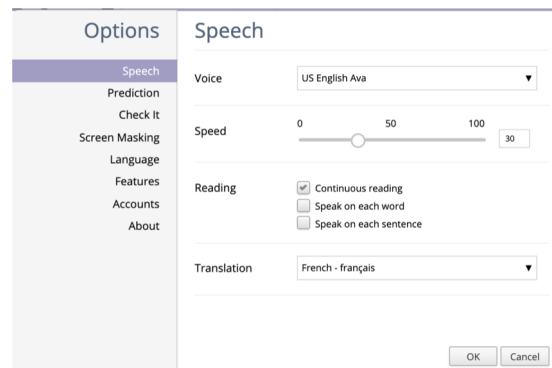 Options
Speech
Prediction
Check It
Screen Masking
Language
Features
Accounts
About
Speech
Voice
US English Ava
Speed
0 50 100
30
Reading
Continuous reading
Speak on each word
Speak on each sentence
Translation
French - français
OK Cancel